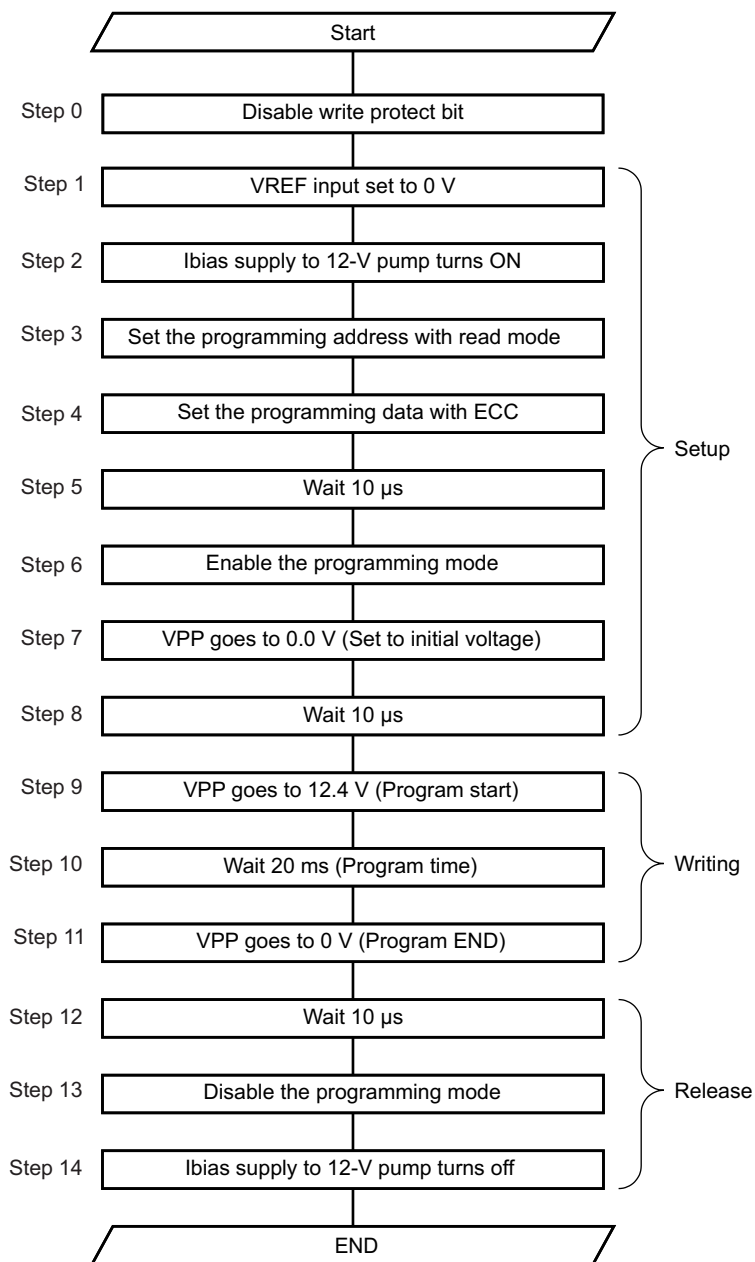 Start
Step 0 Disable write protect bit
Step 1 VREF input set to 0 V
Step 2 Ibias supply to 12-V pump turns ON
Step 3 Set the programming address with read mode
Step 4 Set the programming data with ECC
Setup
Step 5 Wait 10 µs
Step 6 Enable the programming mode
Step 7 VPP goes to 0.0 V (Set to initial voltage)
Step 8 Wait 10 µs
Step 9 VPP goes to 12.4 V (Program start)
Step 10 Wait 20 ms (Program time)
Writing
Step 11 VPP goes to 0 V (Program END)
Step 12 Wait 10 µs
Step 13 Disable the programming mode
Release
Step 14 Ibias supply to 12-V pump turns off
END